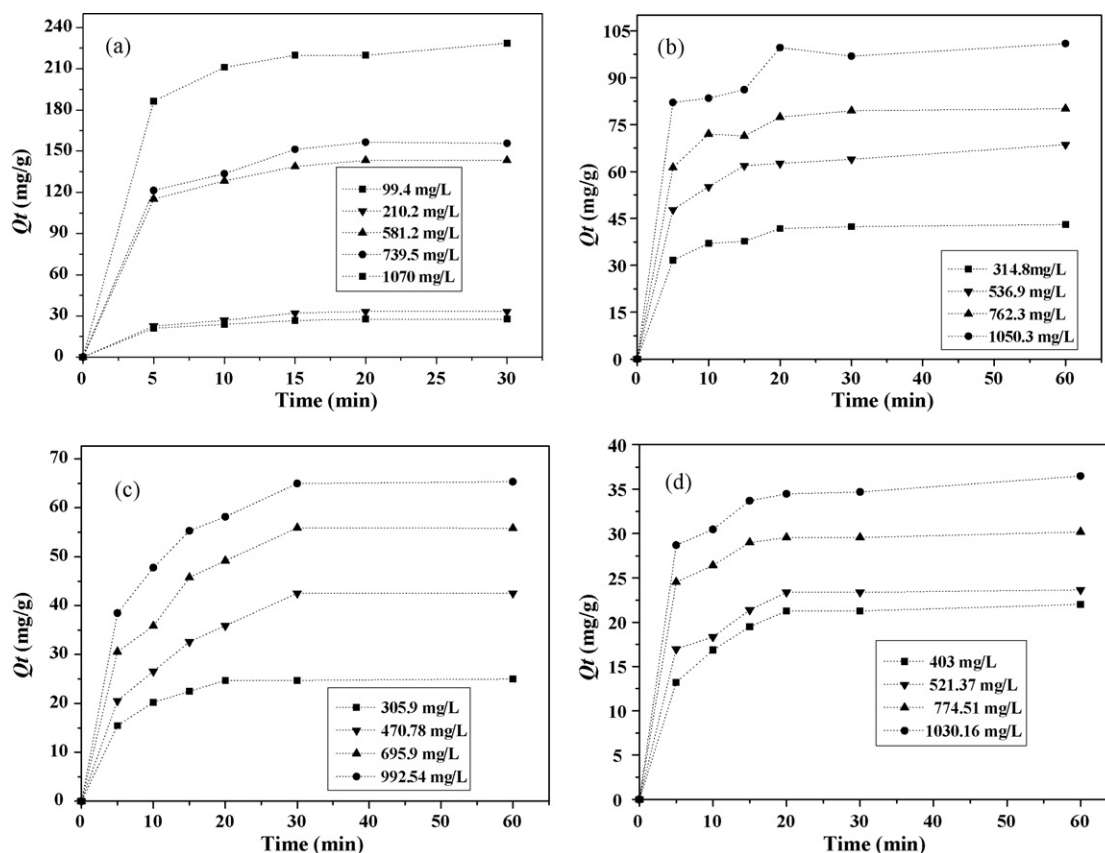 (a)
Qt (mg/g)
240
210
180
150
120
90
60
30
0
99.4 mg/L
210.2 mg/L
581.2 mg/L
739.5 mg/L
1070 mg/L
0 5 10 15 20 25 30
Time (min)
(b)
Qt (mg/g)
105
90
75
60
45
30
15
0
314.8mg/L
536.9 mg/L
762.3 mg/L
1050.3 mg/L
0 10 20 30 40 50 60
Time (min)
(c)
Qt (mg/g)
70
60
50
40
30
20
10
0
305.9 mg/L
470.78 mg/L
695.9 mg/L
992.54 mg/L
0 10 20 30 40 50 60
Time (min)
(d)
Qt (mg/g)
40
35
30
25
20
15
10
5
0
403 mg/L
521.37 mg/L
774.51 mg/L
1030.16 mg/L
0 10 20 30 40 50 60
Time (min)